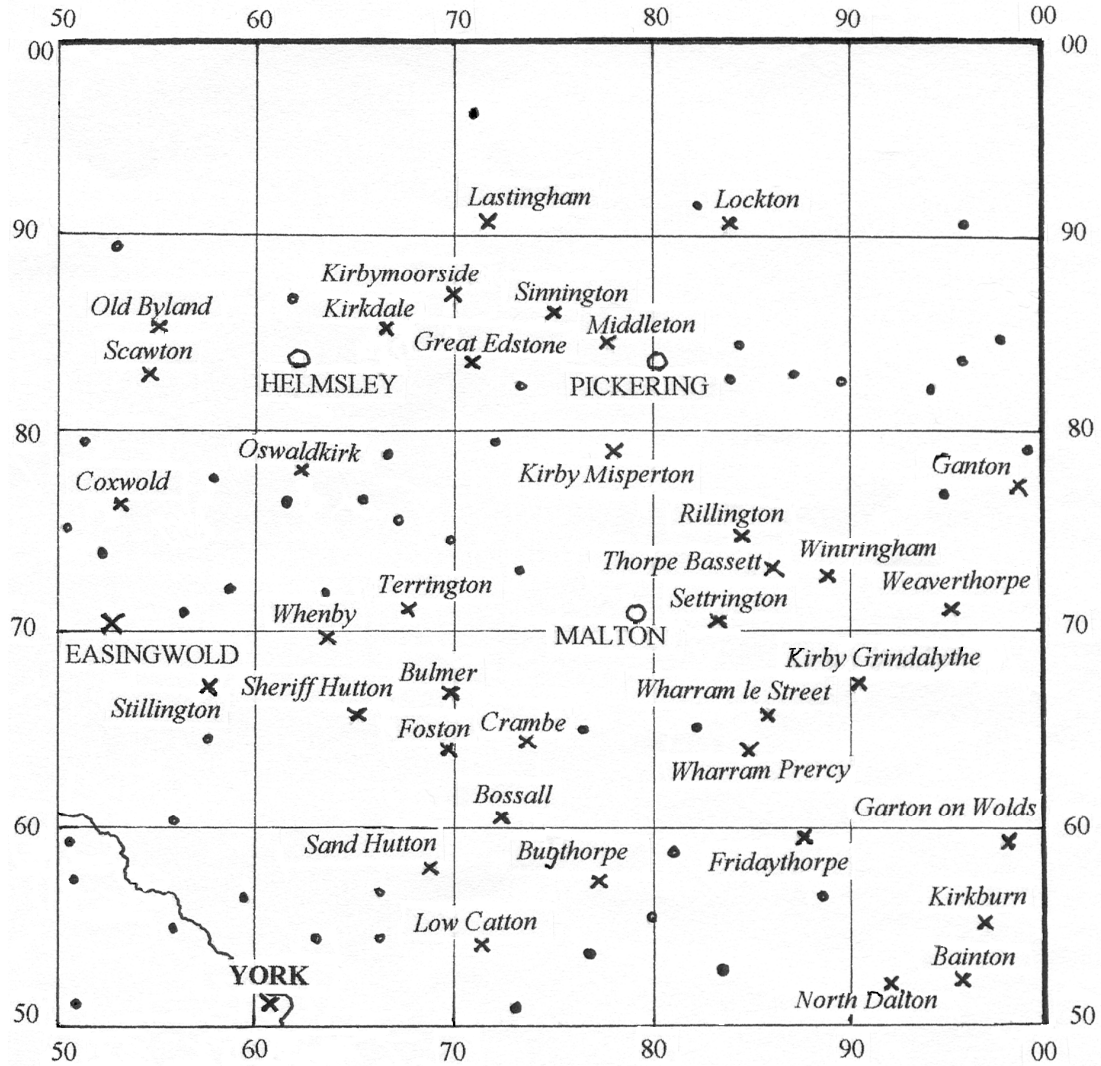 50 60 70 80 90 00
00 00
Lastingham Lockton
90 90
Kirbymoorside
Sinnington
Old Byland Kirkdale
Middleton
Great Edstone
Scawton
HELMSLEY PICKERING
80 80
Oswaldkirk
Ganton
Kirby Misperton
Coxwold
Rillington
Wintringham
Thorpe Bassett
Weaverthorpe
Terrington
Settrington
Whenby
70 MALTON 70
EASINGWOLD Kirby Grindalythe
Bulmer
Sheriff Hutton Wharram le Street
Stillington
Crambe
Foston
Wharram Prercy
Bossall
Garton on Wolds
60 60
Sand Hutton
Bugthorpe
Fridaythorpe
Kirkburn
Low Catton
Bainton
YORK
North Dalton
50 50
50 60 70 80 90 00